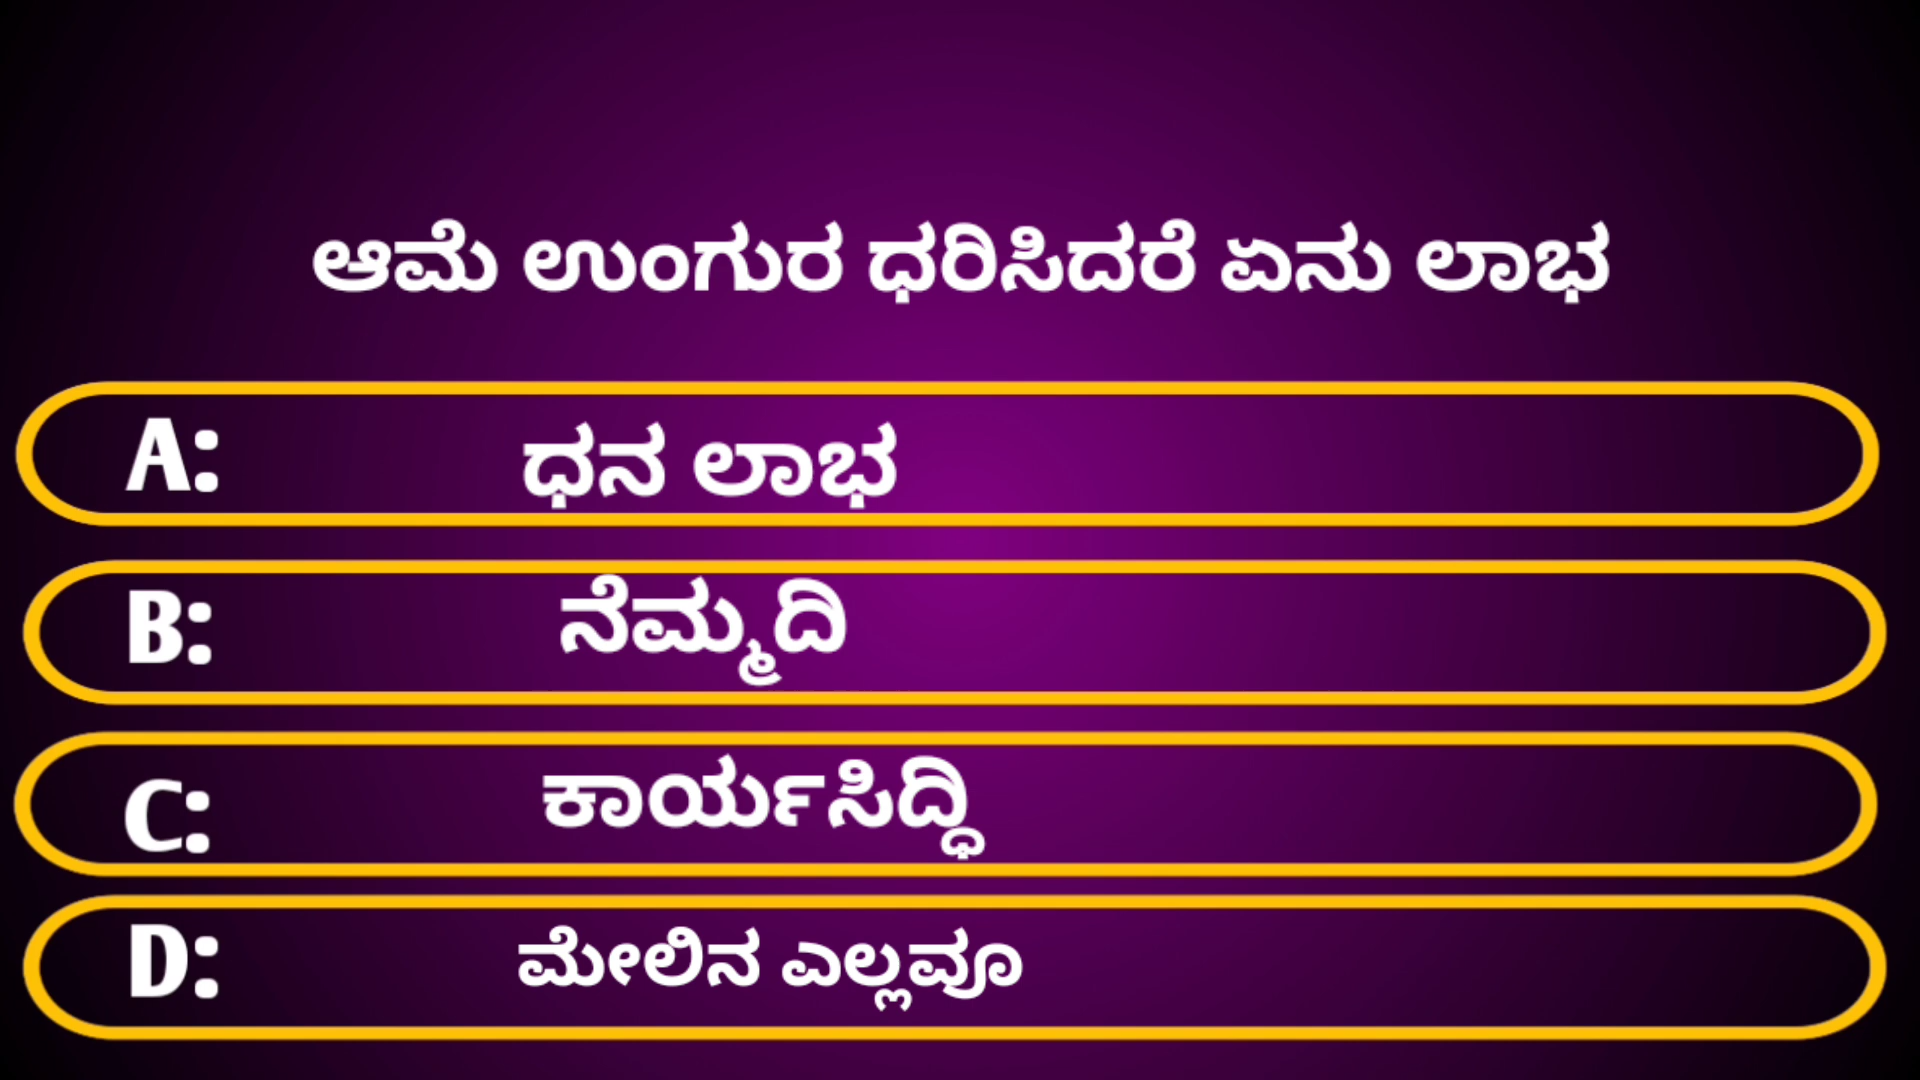 ಆಮೆ ಉಂಗುರ ಧರಿಸಿದರೆ ಏನು ಲಾಭ
A: ಧನ ಲಾಭ
B: ನೆಮ್ಮದಿ
C: ಕಾರ್ಯಸಿದ್ಧಿ
D: ಮೇಲಿನ ಎಲ್ಲವೂ